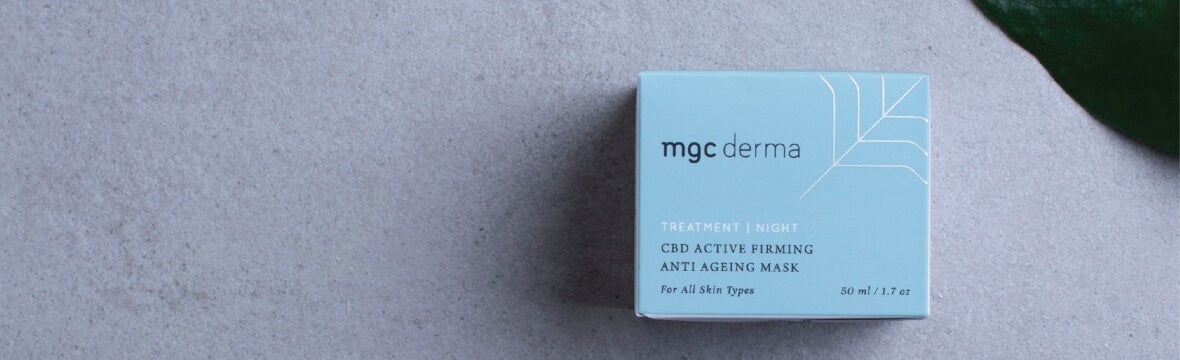 mgc derma
TREATMENT | NIGHT
CBD ACTIVE FIRMING
ANTI AGEING MASK
For All Skin Types 50 ml / 1.7 oz